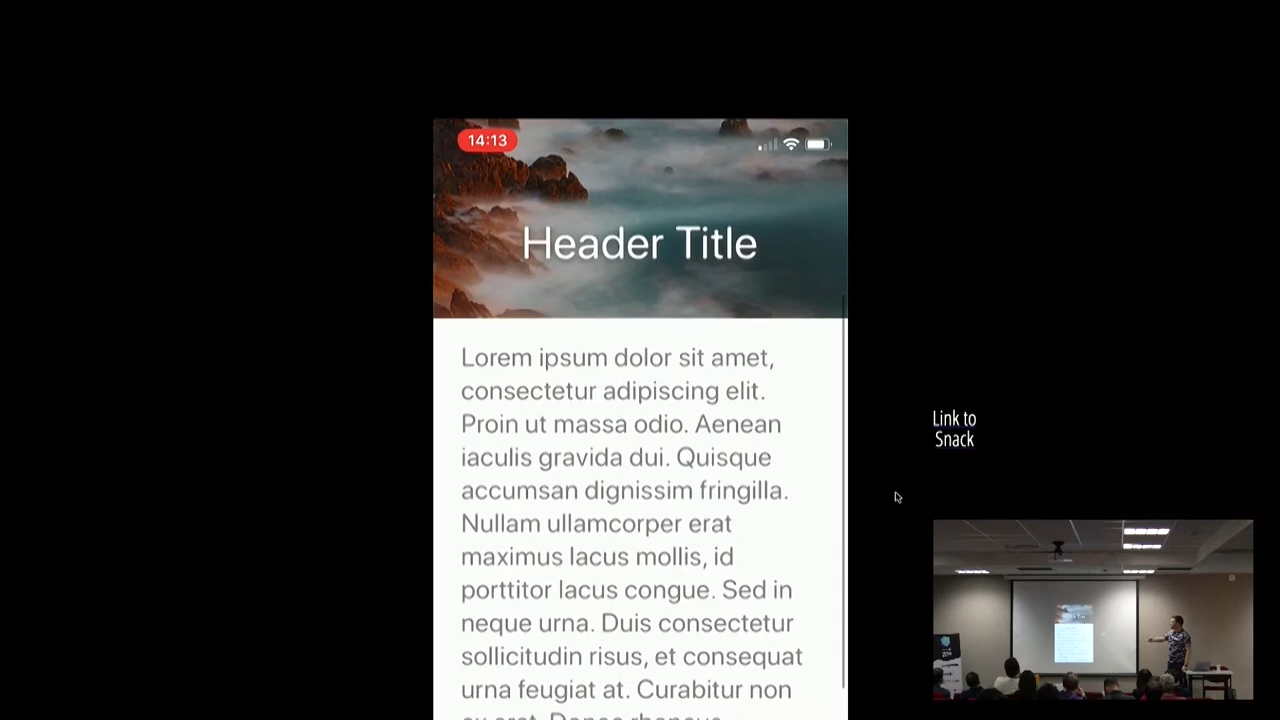 14:13
Header Title
Lorem ipsum dolor sit amet,
consectetur adipiscing elit.
Proin ut massa odio. Aenean
iaculis gravida dui. Quisque
accumsan dignissim fringilla.
Nullam ullamcorper erat
maximus lacus mollis, id
porttitor lacus congue. Sed in
neque urna. Duis consectetur
sollicitudin risus, et consequat
urna feugiat at. Curabitur non
Link to
Snack